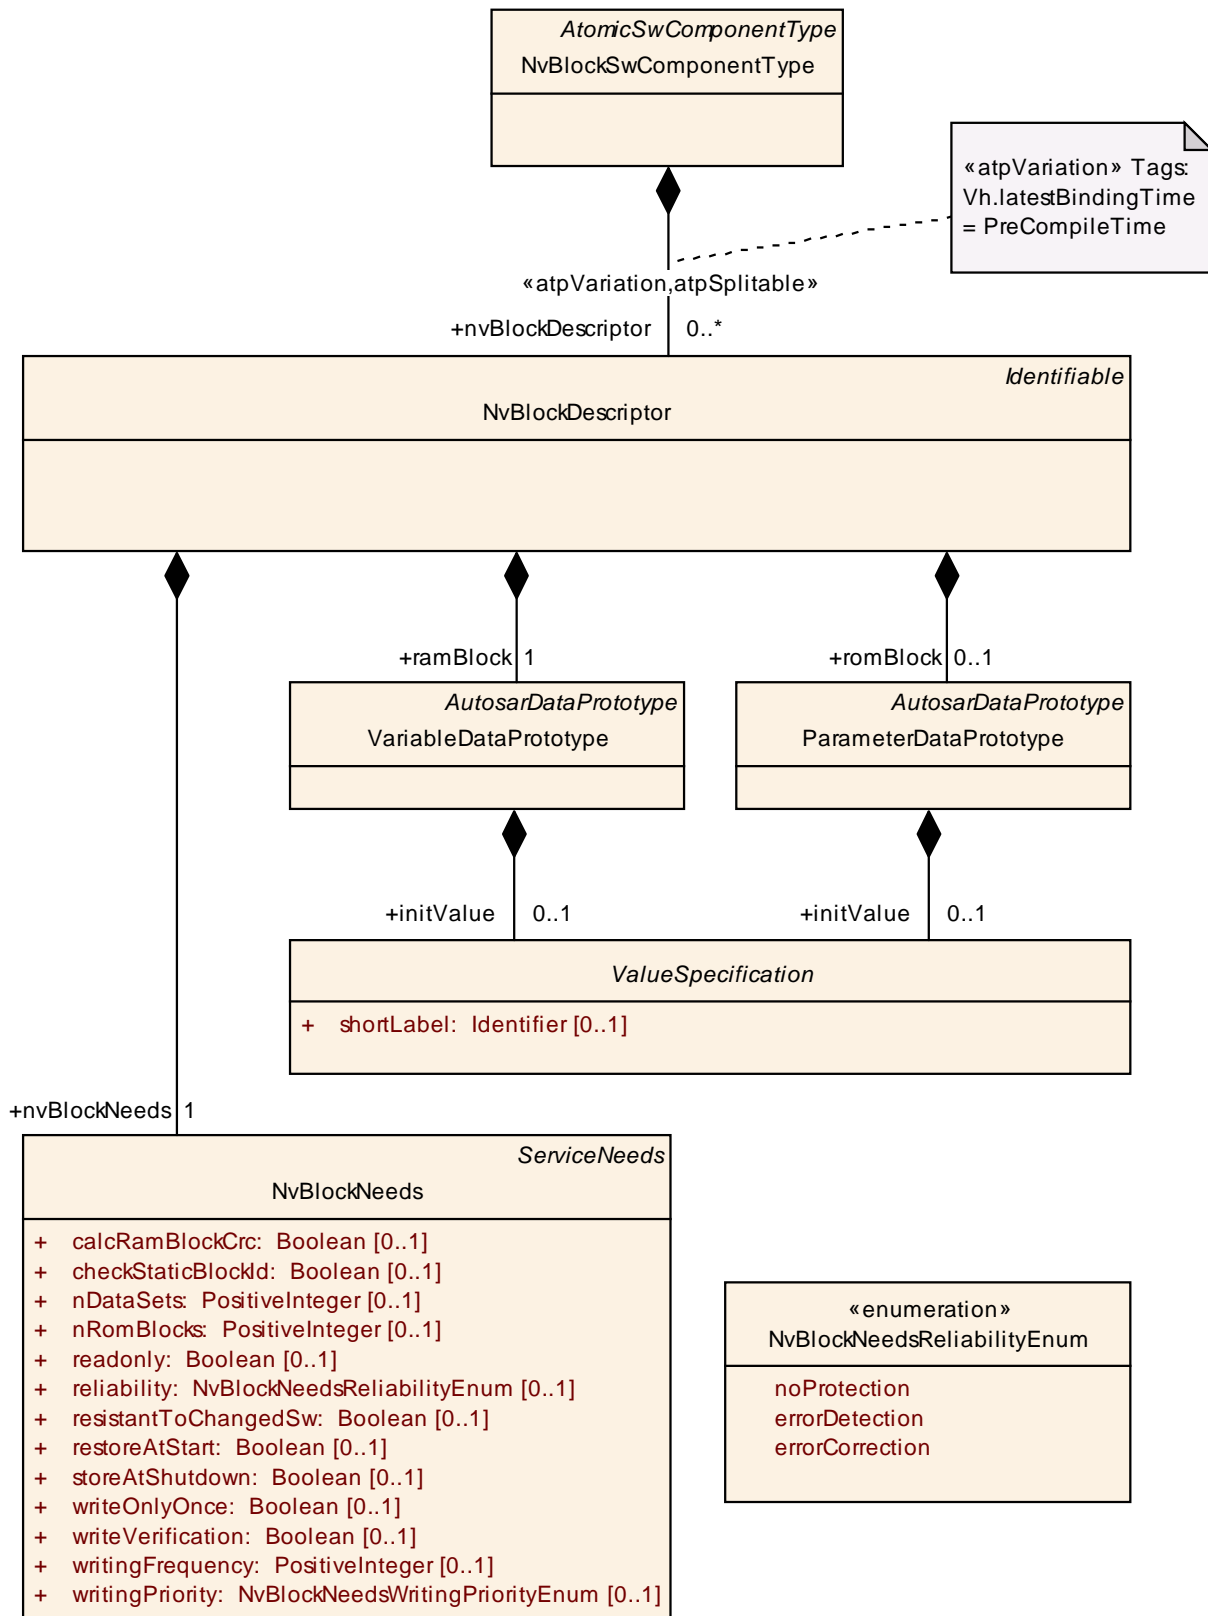 AtomicSwComponentType
NvBlockSwComponentType
«atpVariation» Tags:
Vh.latestBindingTime
= PreCompileTime
«atpVariation,atpSplitable»
+nvBlockDescriptor 0..*
Identifiable
NvBlockDescriptor
+ramBlock 1
+romBlock 0..1
AutosarDataPrototype
VariableDataPrototype
AutosarDataPrototype
ParameterDataPrototype
+initValue 0..1
+initValue 0..1
ValueSpecification
+ shortLabel: Identifier [0..1]
+nvBlockNeeds 1
ServiceNeeds
NvBlockNeeds
+ calcRamBlockCrc: Boolean [0..1]
+ checkStaticBlockId: Boolean [0..1]
+ nDataSets: PositiveInteger [0..1]
+ nRomBlocks: PositiveInteger [0..1]
+ readonly: Boolean [0..1]
+ reliability: NvBlockNeedsReliabilityEnum [0..1]
+ resistantToChangedSw: Boolean [0..1]
+ restoreAtStart: Boolean [0..1]
+ storeAtShutdown: Boolean [0..1]
+ writeOnlyOnce: Boolean [0..1]
+ writeVerification: Boolean [0..1]
+ writingFrequency: PositiveInteger [0..1]
+ writingPriority: NvBlockNeedsWritingPriorityEnum [0..1]
«enumeration»
NvBlockNeedsReliabilityEnum
noProtection
errorDetection
errorCorrection